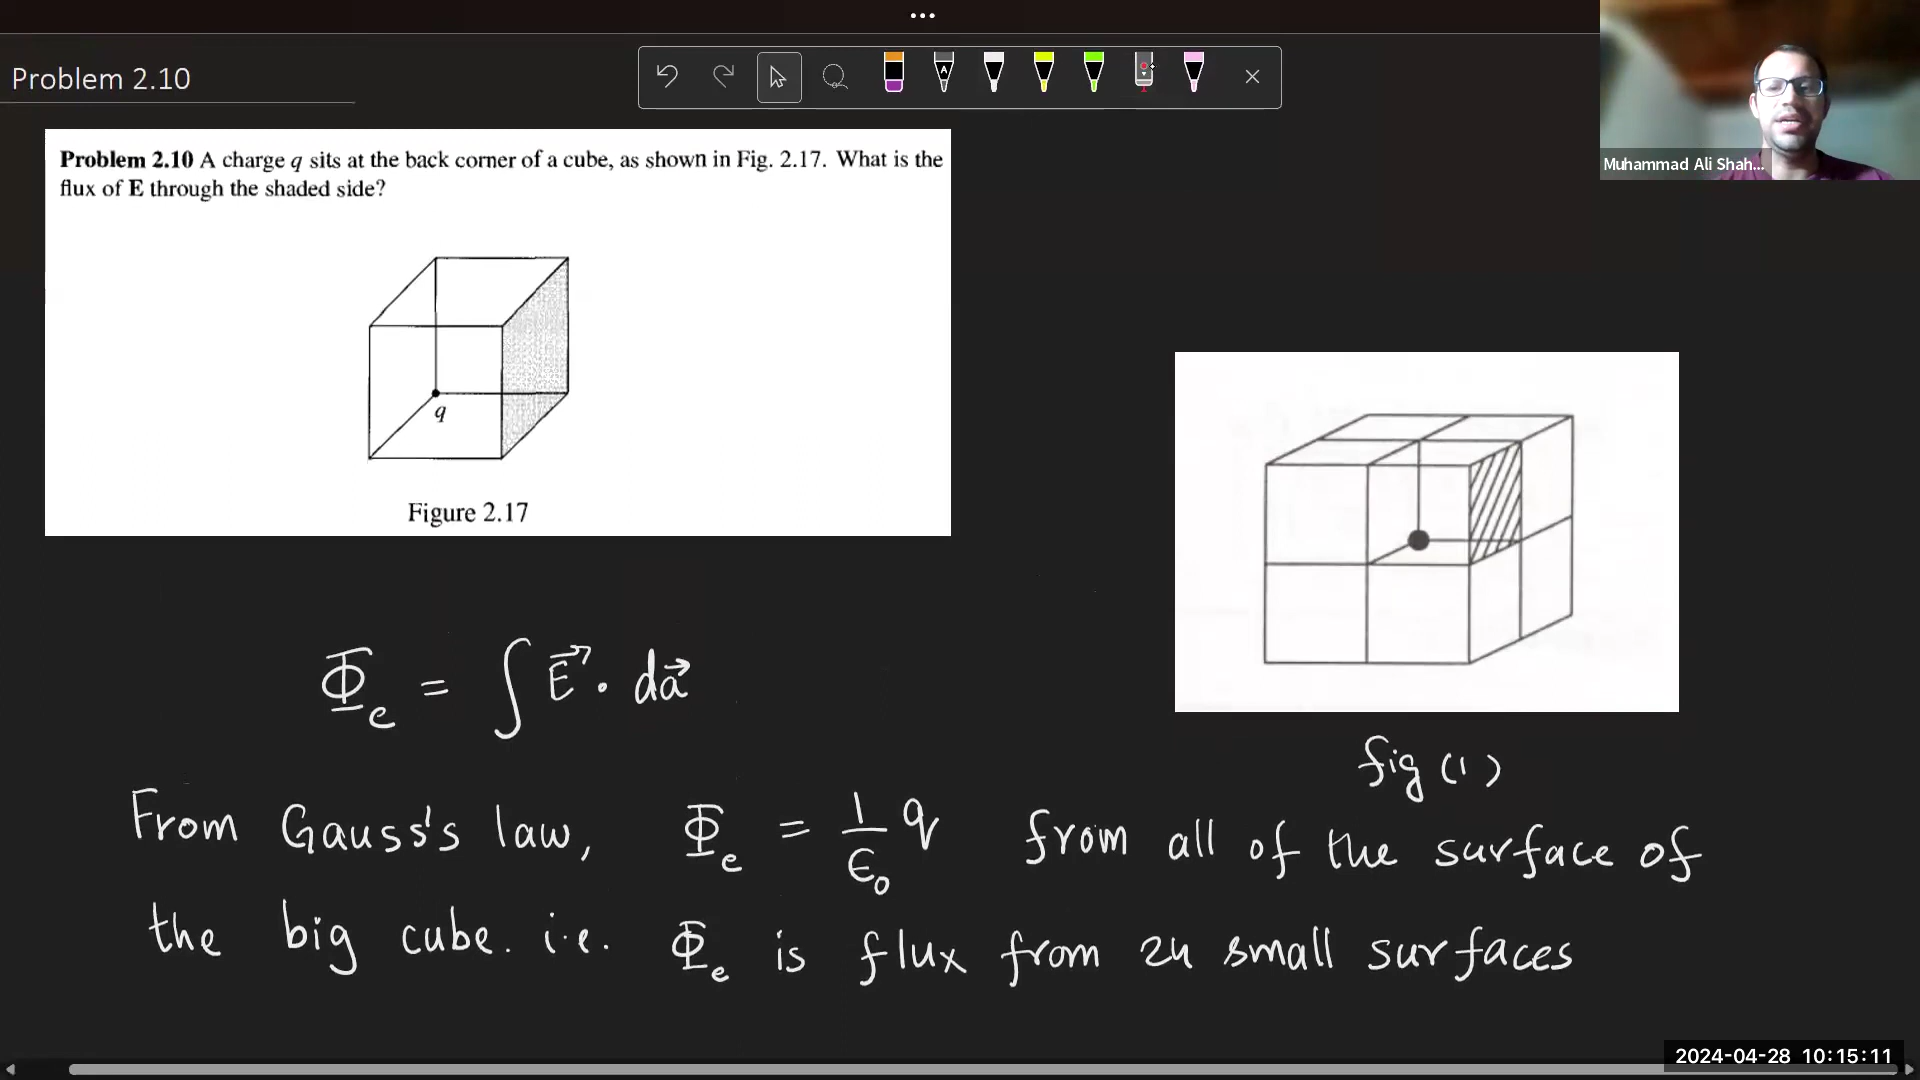 Problem 2.10
Muhammad Ali Shah...
Problem 2.10 A charge q sits at the back corner of a cube, as shown in Fig. 2.17. What is the
flux of E through the shaded side?
q
Figure 2.17
fig (1)
Φe = ∫ E⃗ · da⃗
From Gauss's law, Φe = 1/ϵ0 q from all of the surface of
the big cube. i.e. Φe is flux from 24 small surfaces
2024-04-28 10:15:11